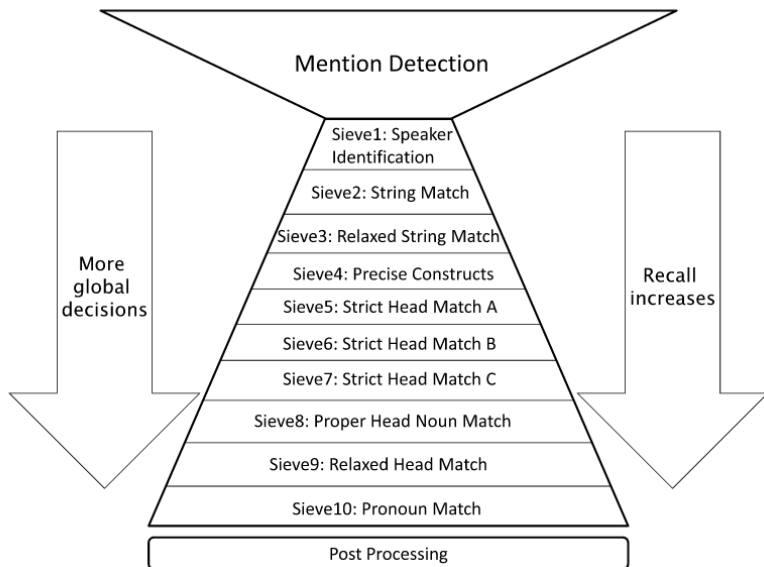 Mention Detection
Sieve1: Speaker
Identification
Sieve2: String Match
Sieve3: Relaxed String Match
Sieve4: Precise Constructs
Sieve5: Strict Head Match A
Sieve6: Strict Head Match B
Sieve7: Strict Head Match C
Sieve8: Proper Head Noun Match
Sieve9: Relaxed Head Match
Sieve10: Pronoun Match
Post Processing
More
global
decisions
Recall
increases